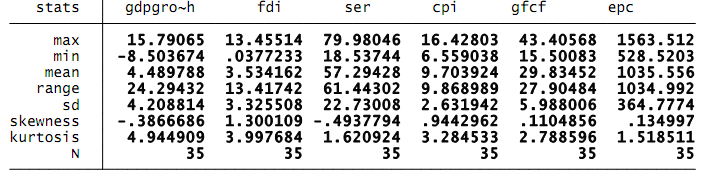 stats gdpgro~h fdi ser cpi gfcf epc
max 15.79065 13.45514 79.98046 16.42803 43.40568 1563.512
min -8.503674 .0377233 18.53744 6.559038 15.50083 528.5203
mean 4.489788 3.534162 57.29428 9.703924 29.83452 1035.556
range 24.29432 13.41742 61.44302 9.868989 27.90484 1034.992
sd 4.208814 3.325508 22.73008 2.631942 5.988006 364.7774
skewness -.3866686 1.300109 -.4937794 .9442962 .1104856 .134997
kurtosis 4.944909 3.997684 1.620924 3.284533 2.788596 1.518511
N 35 35 35 35 35 35